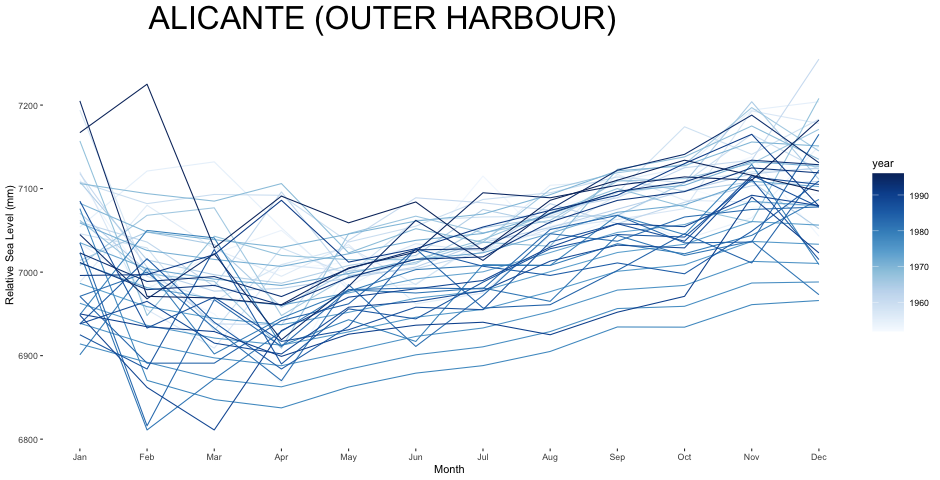 ALICANTE (OUTER HARBOUR)
Relative Sea Level (mm)
7200
7100
7000
6900
6800
Jan Feb Mar Apr May Jun Jul Aug Sep Oct Nov Dec
Month
year
1990
1980
1970
1960